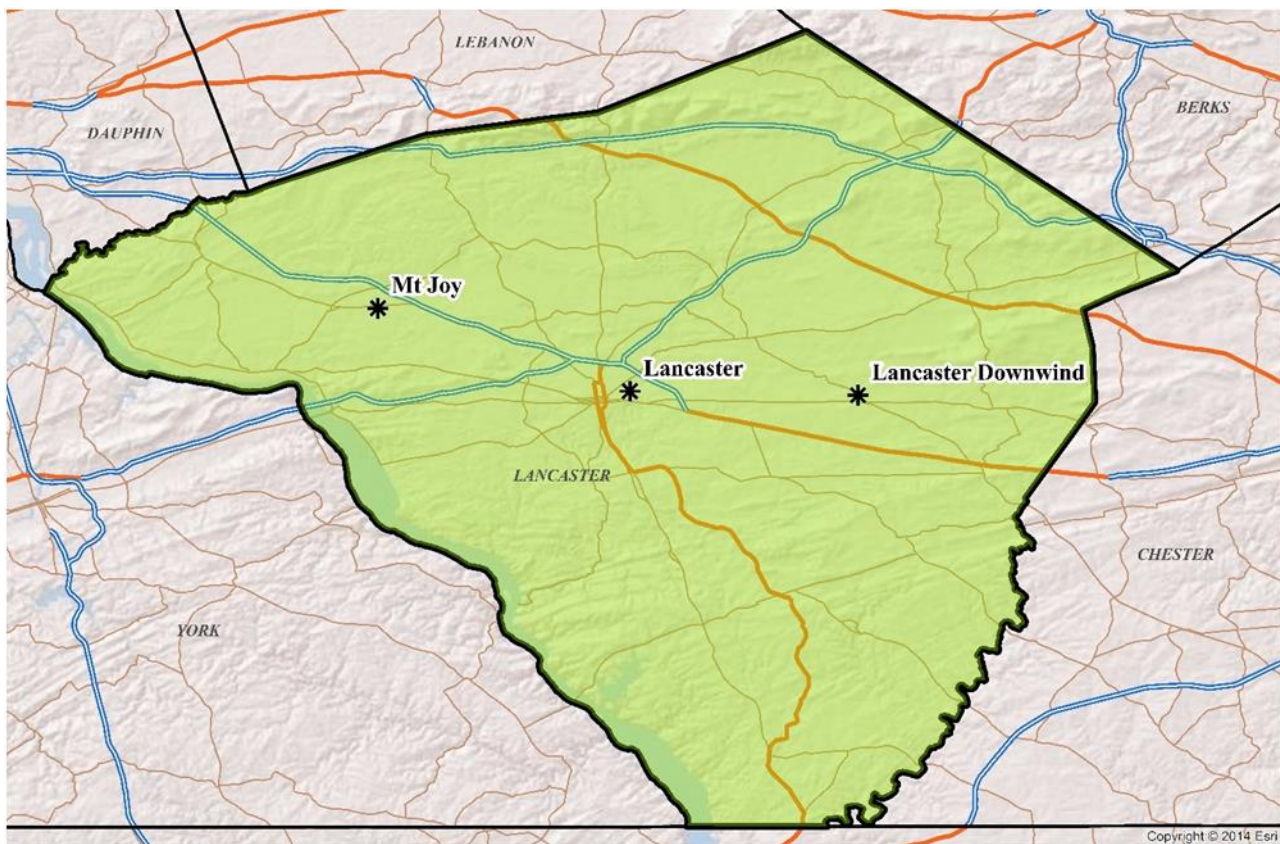 LEBANON
BERKS
DAUPHIN
Mt Joy
Lancaster
Lancaster Downwind
LANCASTER
CHESTER
YORK
Copyright © 2014 Esri